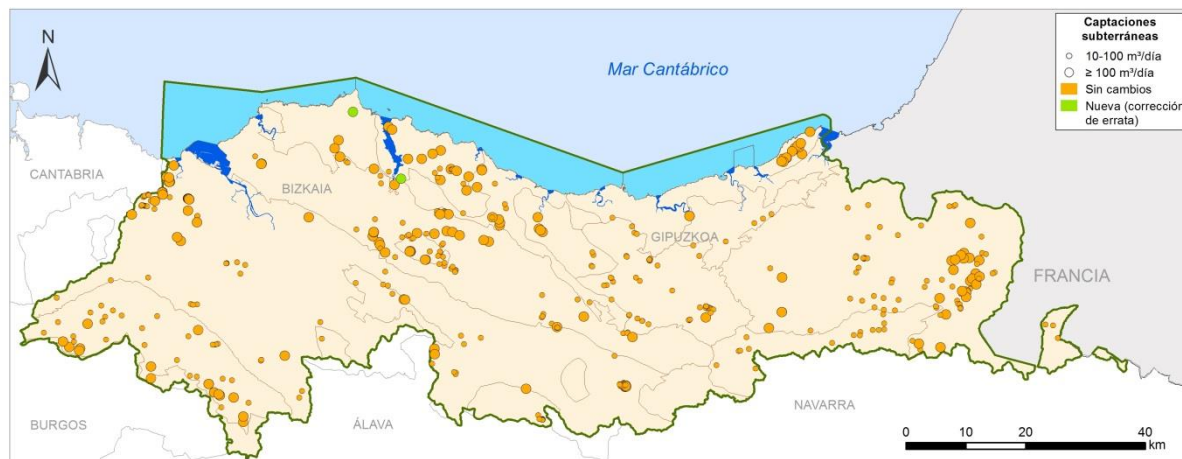 N
Mar Cantábrico
Captaciones
subterráneas
10-100 m³/día
≥ 100 m³/día
Sin cambios
Nueva (corrección
de errata)
CANTABRIA
BIZKAIA
GIPUZKOA
FRANCIA
BURGOS
ÁLAVA
NAVARRA
0 10 20 40
km